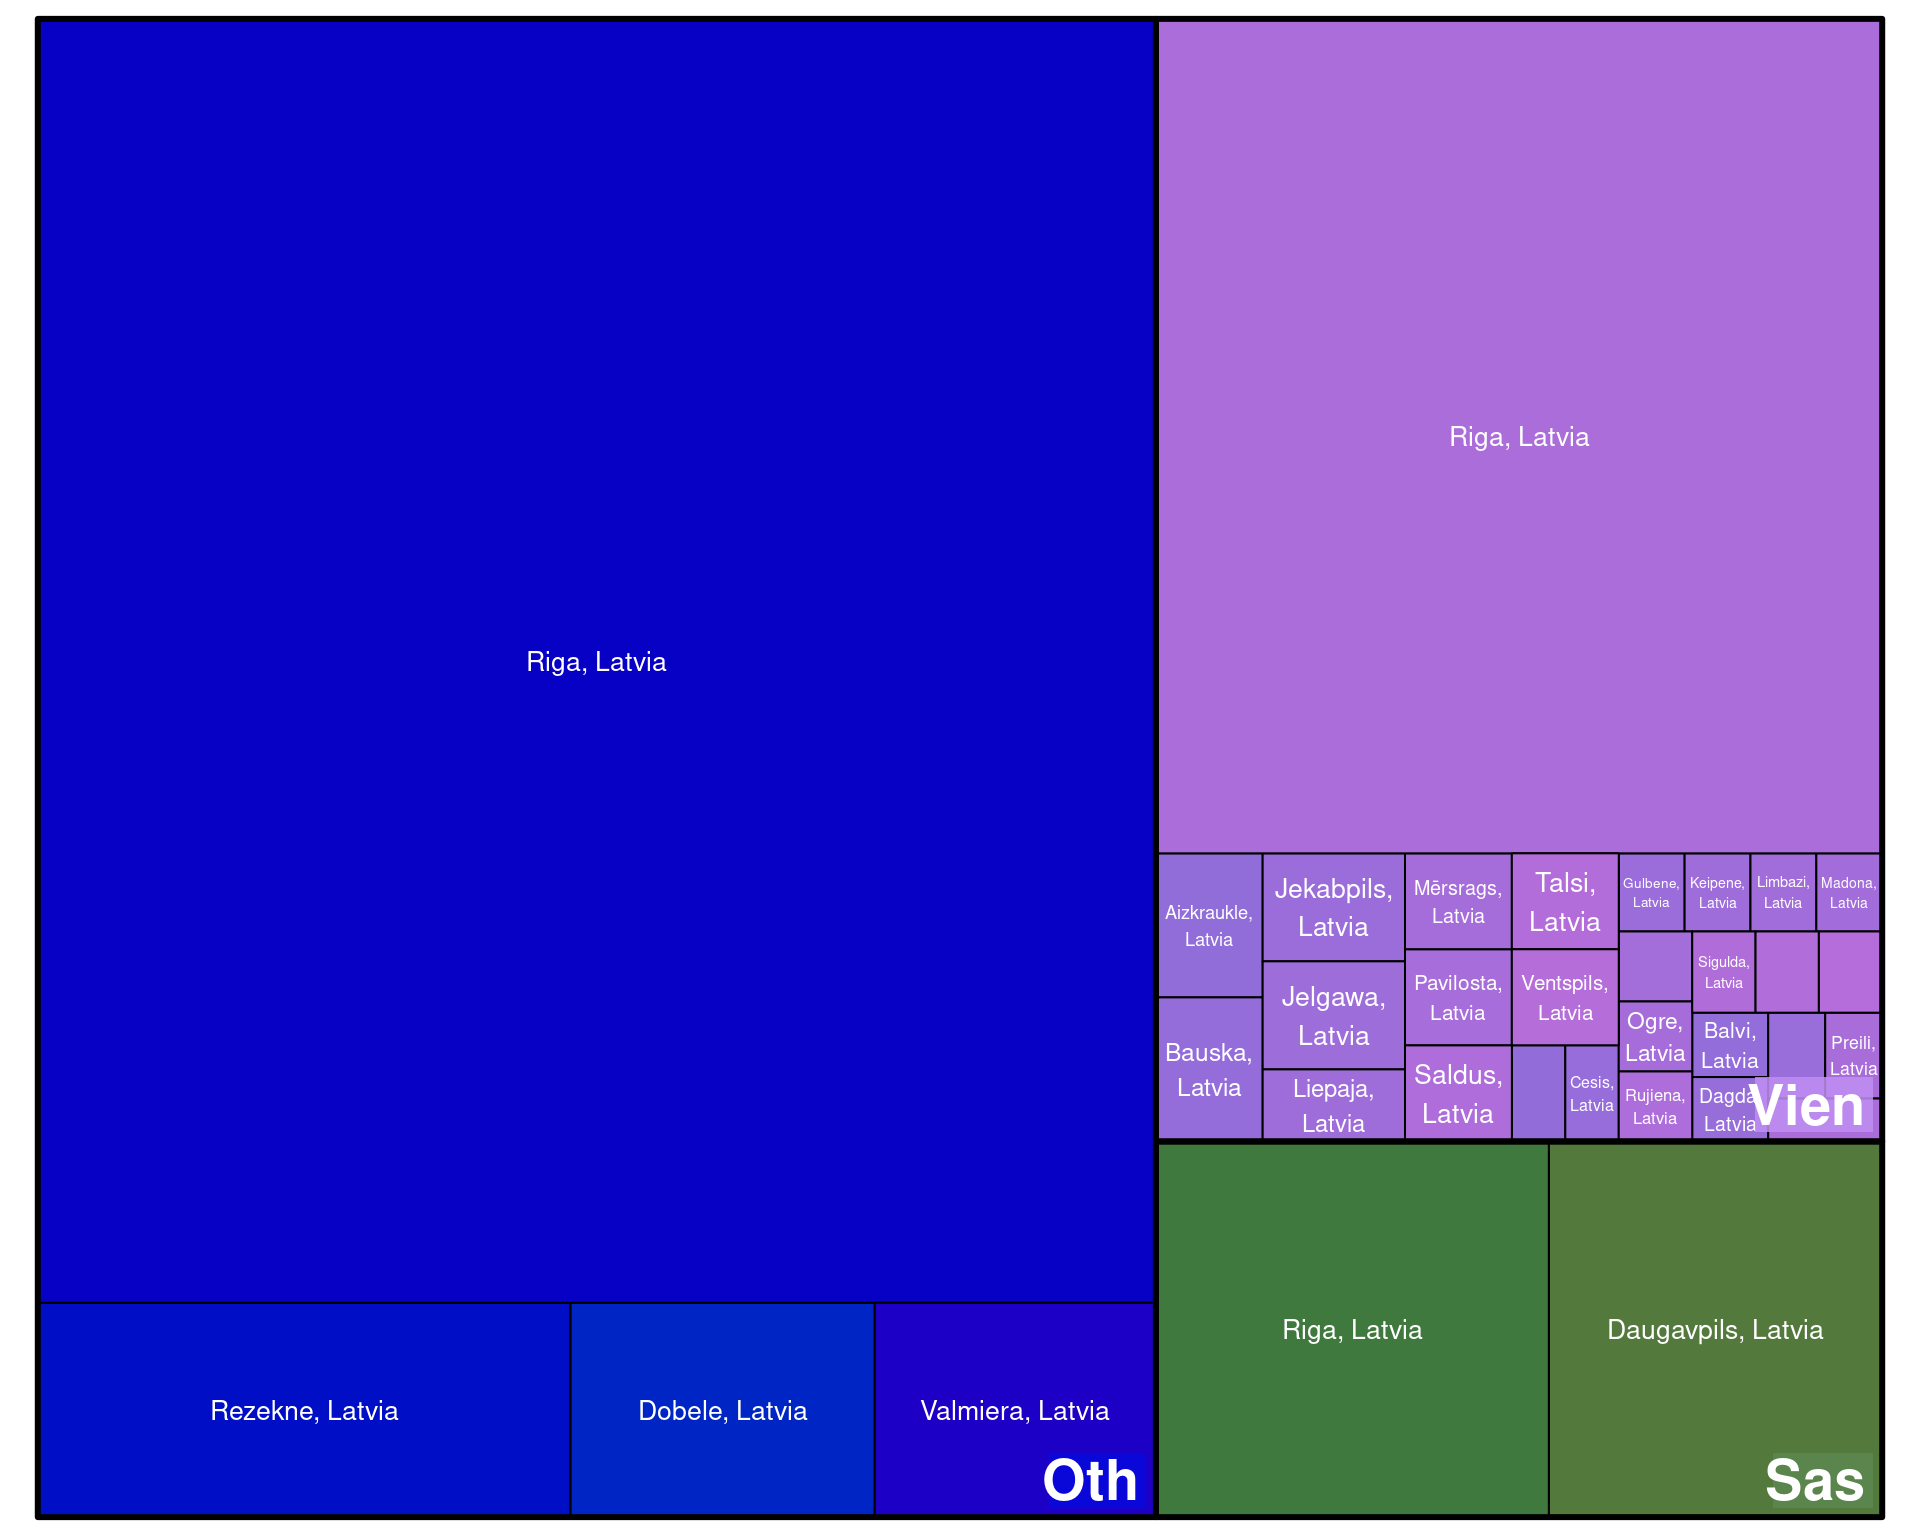 Riga, Latvia
Rezekne, Latvia
Dobele, Latvia
Valmiera, Latvia
Oth
Riga, Latvia
Aizkraukle,
Latvia
Bauska,
Latvia
Jekabpils,
Latvia
Jelgawa,
Latvia
Liepaja,
Latvia
Mērsrags,
Latvia
Pavilosta,
Latvia
Saldus,
Latvia
Talsi,
Latvia
Ventspils,
Latvia
Cesis,
Latvia
Gulbene,
Latvia
Keipene,
Latvia
Limbazi,
Latvia
Madona,
Latvia
Ogre,
Latvia
Rujiena,
Latvia
Sigulda,
Latvia
Balvi,
Latvia
Dagda
Latvia
Preili,
Latvia
Vien
Riga, Latvia
Daugavpils, Latvia
Sas